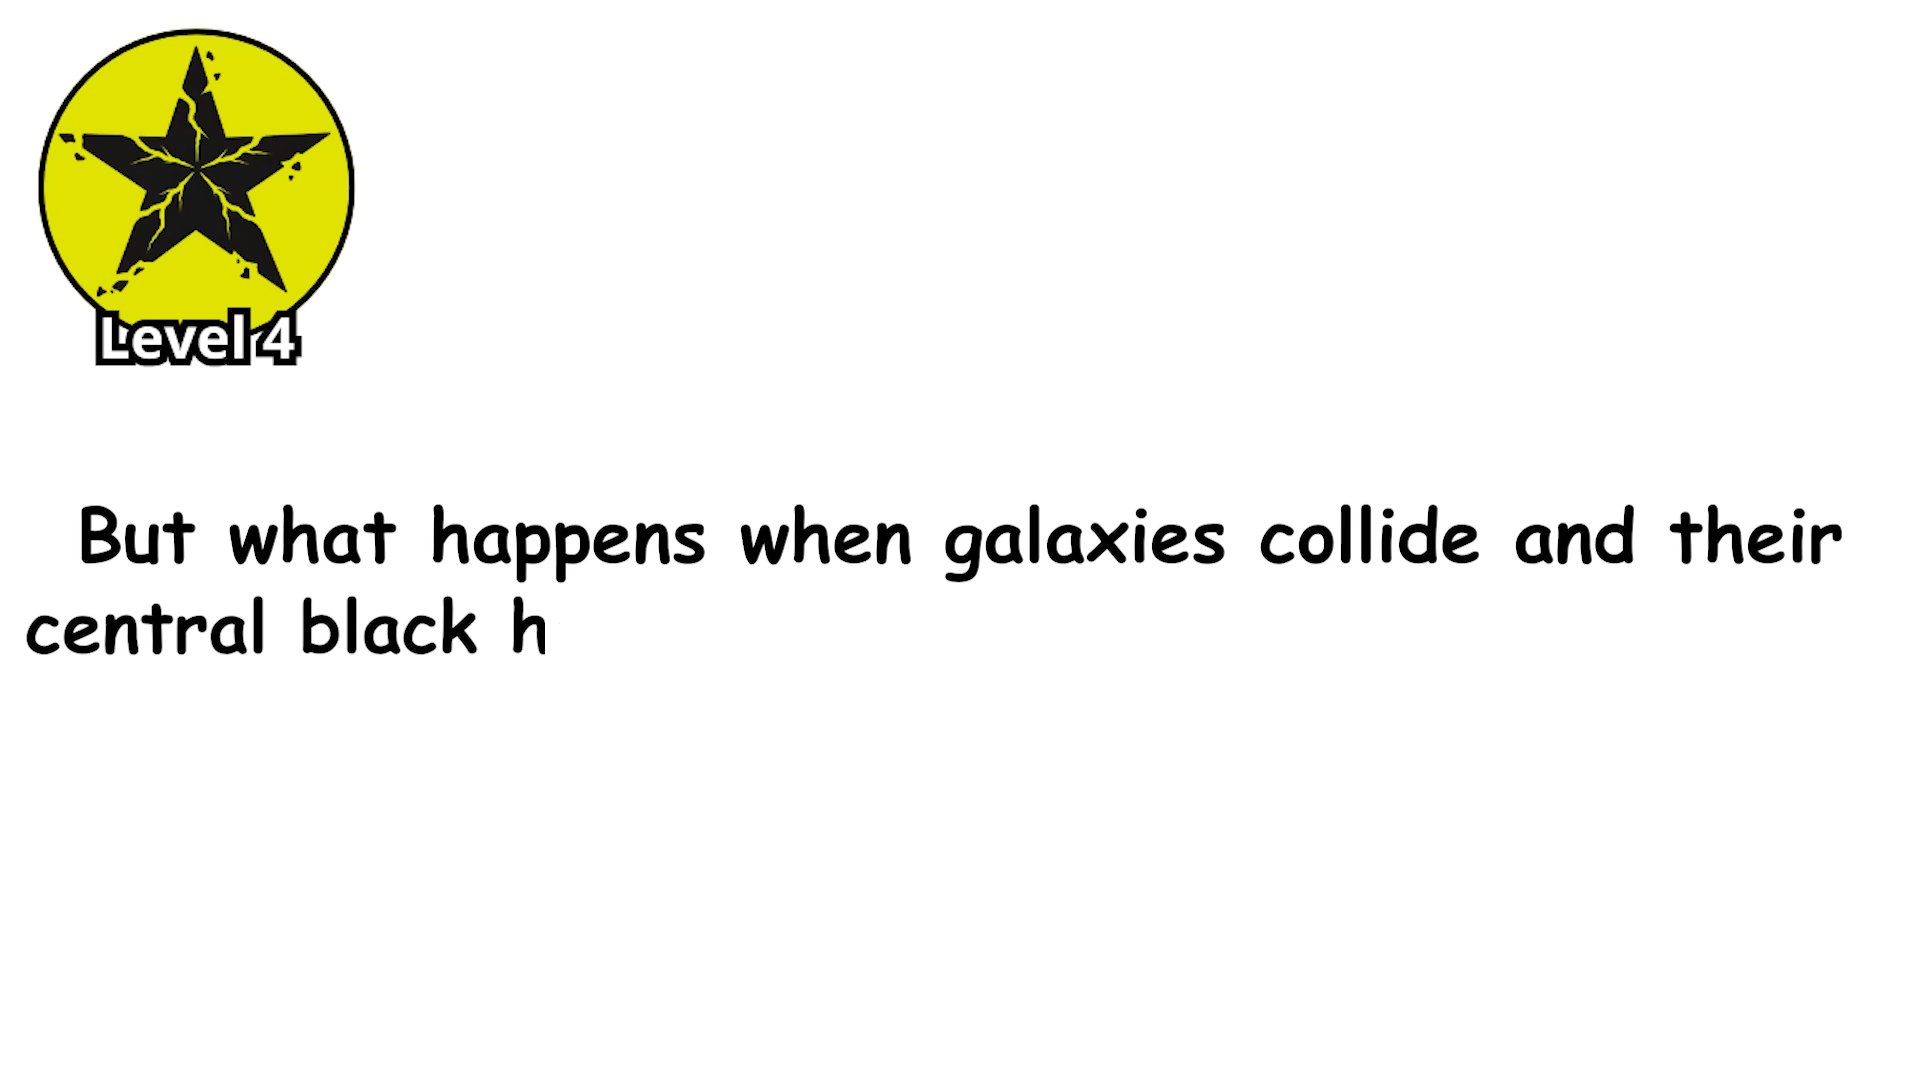 Level 4
But what happens when galaxies collide and their
central black h